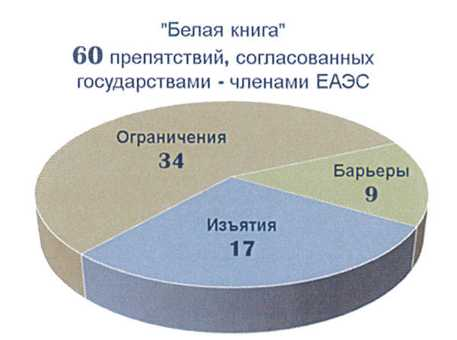 "Белая книга"
60 препятствий, согласованных
государствами - членами ЕАЭС
Ограничения
34
Барьеры
9
Изъятия
17